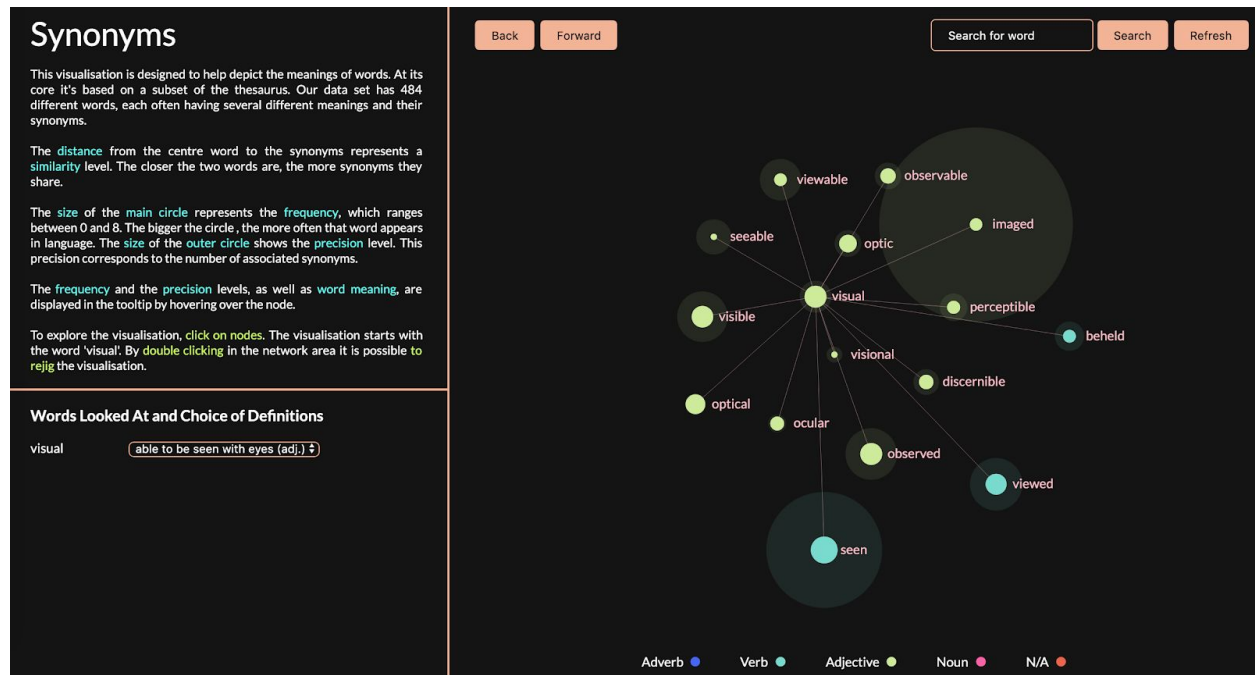 Synonyms
This visualisation is designed to help depict the meanings of words. At its
core it's based on a subset of the thesaurus. Our data set has 484
different words, each often having several different meanings and their
synonyms.
The distance from the centre word to the synonyms represents a
similarity level. The closer the two words are, the more synonyms they
share.
The size of the main circle represents the frequency, which ranges
between 0 and 8. The bigger the circle , the more often that word appears
in language. The size of the outer circle shows the precision level. This
precision corresponds to the number of associated synonyms.
The frequency and the precision levels, as well as word meaning, are
displayed in the tooltip by hovering over the node.
To explore the visualisation, click on nodes. The visualisation starts with
the word 'visual'. By double clicking in the network area it is possible to
rejig the visualisation.
Words Looked At and Choice of Definitions
visual able to be seen with eyes (adj.)
Back Forward Search for word Search Refresh
viewable
observable
imaged
seeable
optic
visual
perceptible
visible
beheld
visional
discernible
optical
ocular
observed
viewed
seen
Adverb Verb Adjective Noun N/A